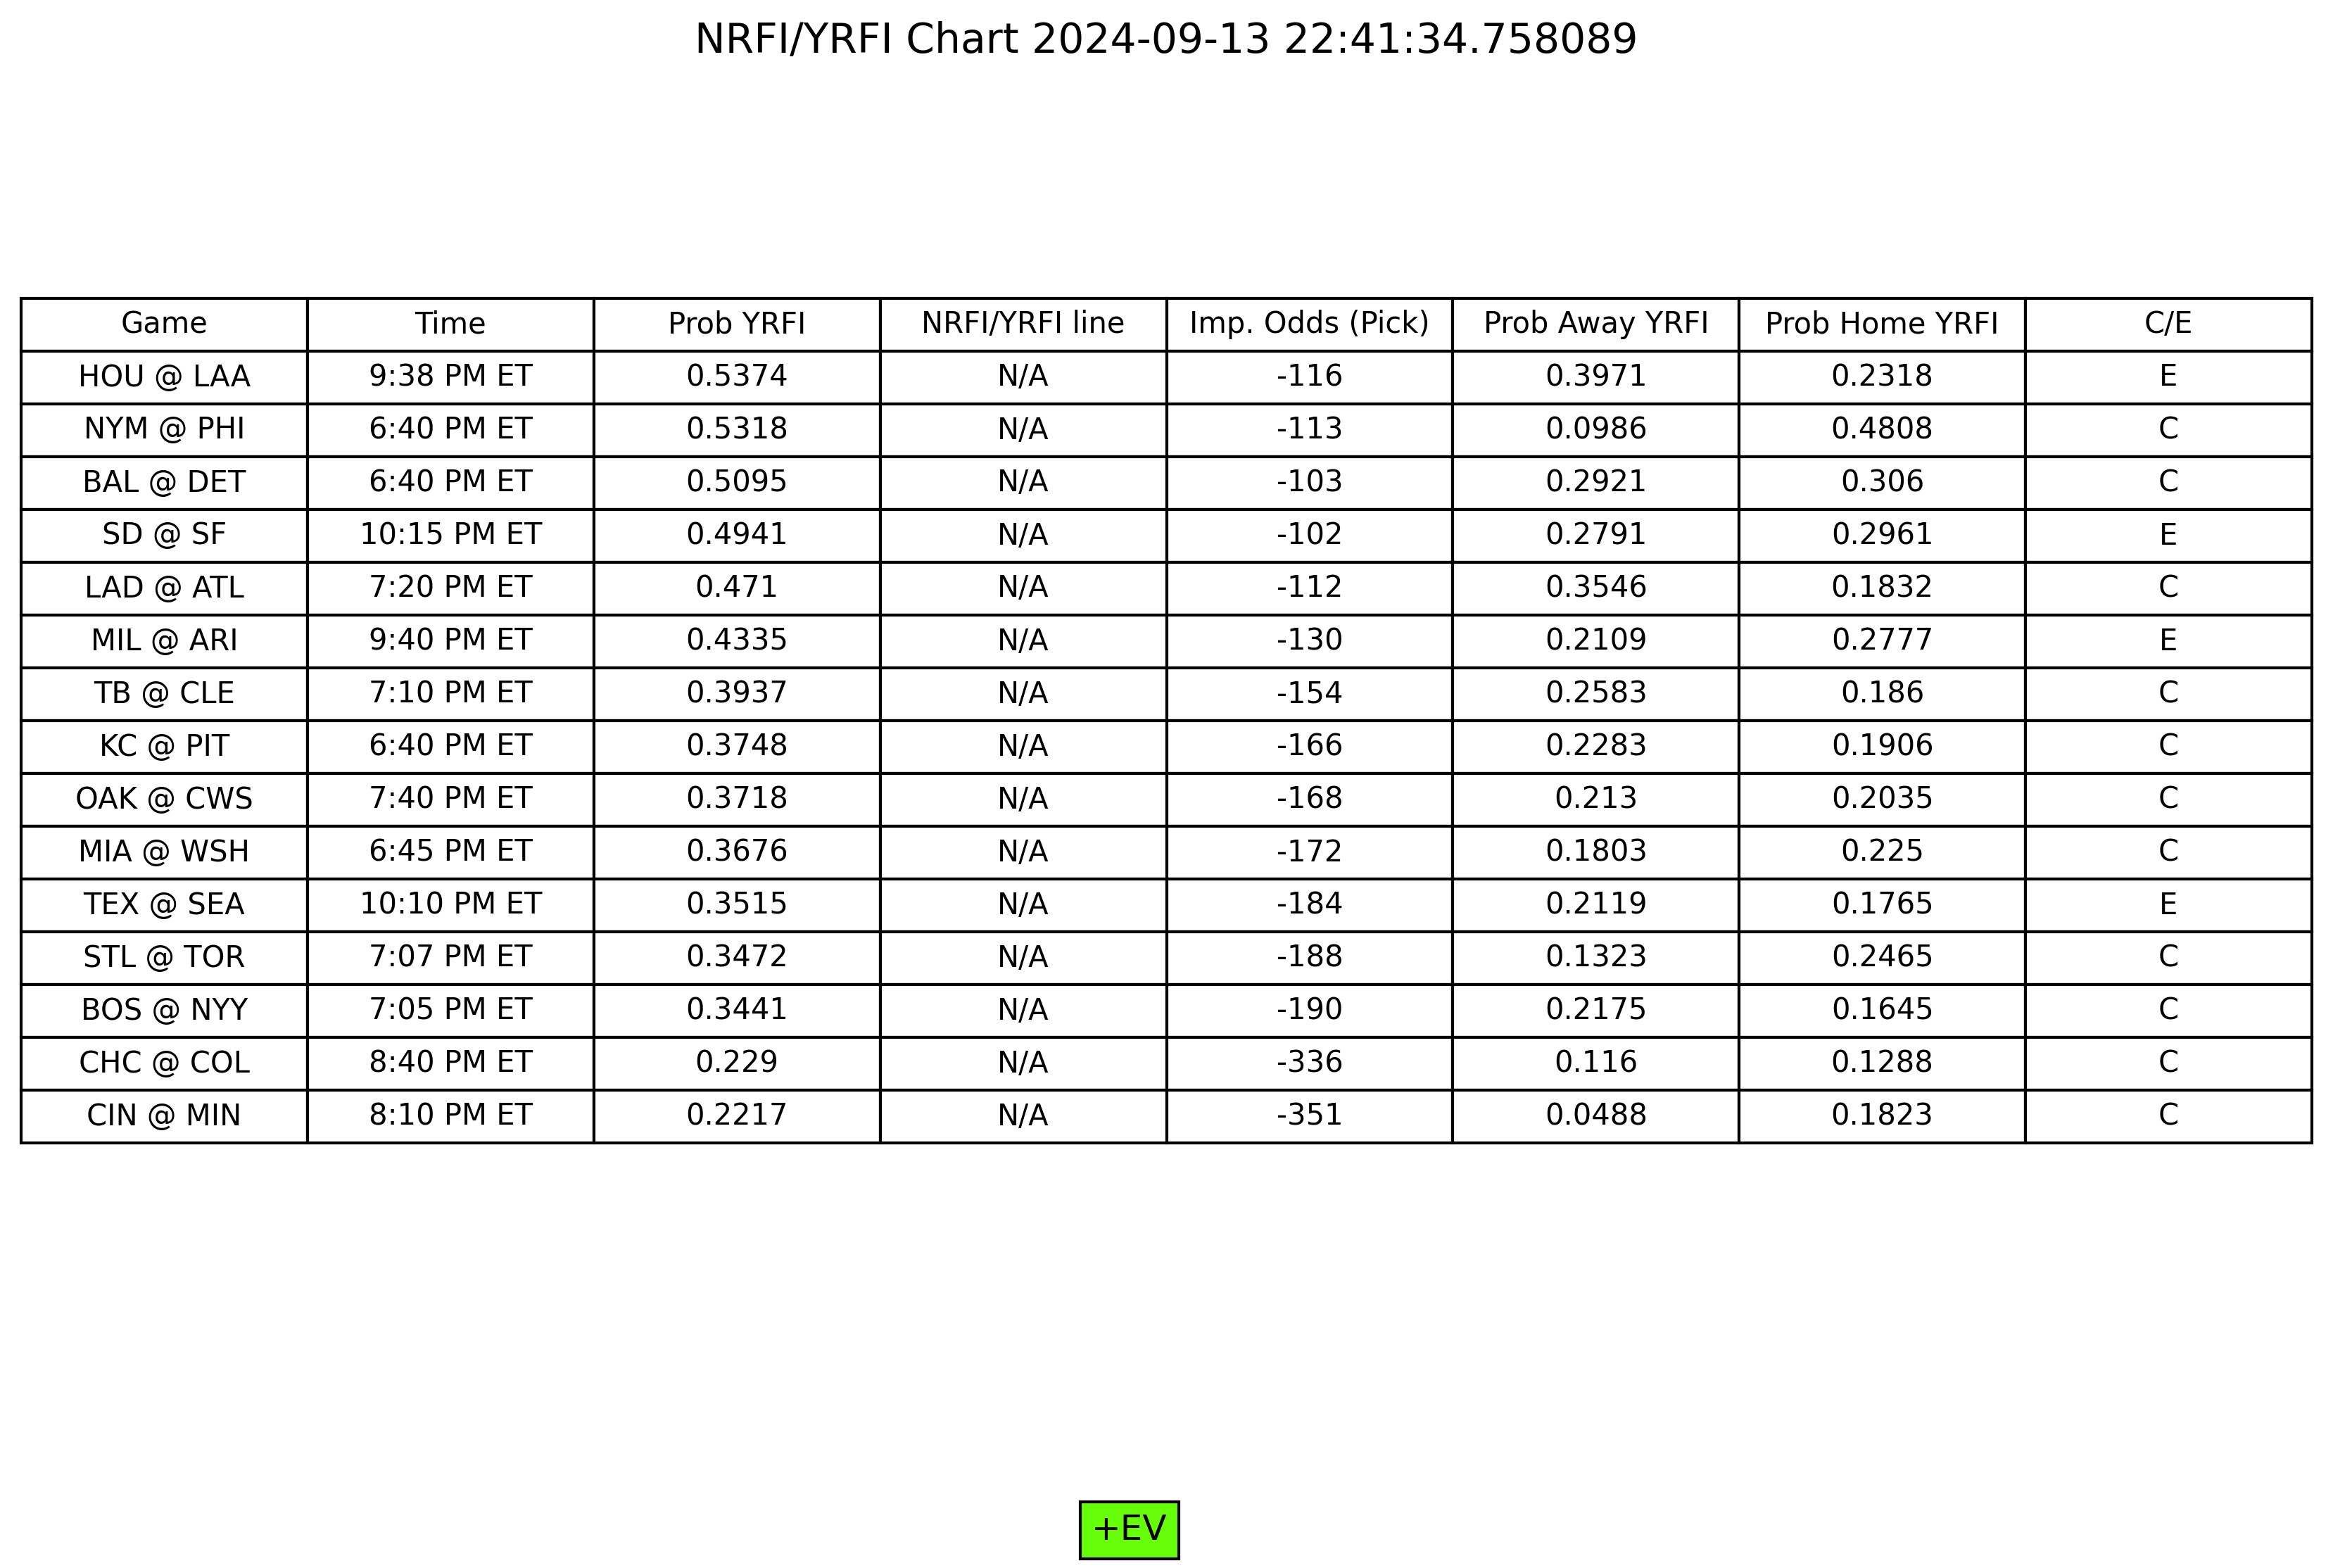 NRFI/YRFI Chart 2024-09-13 22:41:34.758089
Game Time Prob YRFI NRFI/YRFI line Imp. Odds (Pick) Prob Away YRFI Prob Home YRFI C/E
HOU @ LAA 9:38 PM ET 0.5374 N/A -116 0.3971 0.2318 E
NYM @ PHI 6:40 PM ET 0.5318 N/A -113 0.0986 0.4808 C
BAL @ DET 6:40 PM ET 0.5095 N/A -103 0.2921 0.306 C
SD @ SF 10:15 PM ET 0.4941 N/A -102 0.2791 0.2961 E
LAD @ ATL 7:20 PM ET 0.471 N/A -112 0.3546 0.1832 C
MIL @ ARI 9:40 PM ET 0.4335 N/A -130 0.2109 0.2777 E
TB @ CLE 7:10 PM ET 0.3937 N/A -154 0.2583 0.186 C
KC @ PIT 6:40 PM ET 0.3748 N/A -166 0.2283 0.1906 C
OAK @ CWS 7:40 PM ET 0.3718 N/A -168 0.213 0.2035 C
MIA @ WSH 6:45 PM ET 0.3676 N/A -172 0.1803 0.225 C
TEX @ SEA 10:10 PM ET 0.3515 N/A -184 0.2119 0.1765 E
STL @ TOR 7:07 PM ET 0.3472 N/A -188 0.1323 0.2465 C
BOS @ NYY 7:05 PM ET 0.3441 N/A -190 0.2175 0.1645 C
CHC @ COL 8:40 PM ET 0.229 N/A -336 0.116 0.1288 C
CIN @ MIN 8:10 PM ET 0.2217 N/A -351 0.0488 0.1823 C
+EV